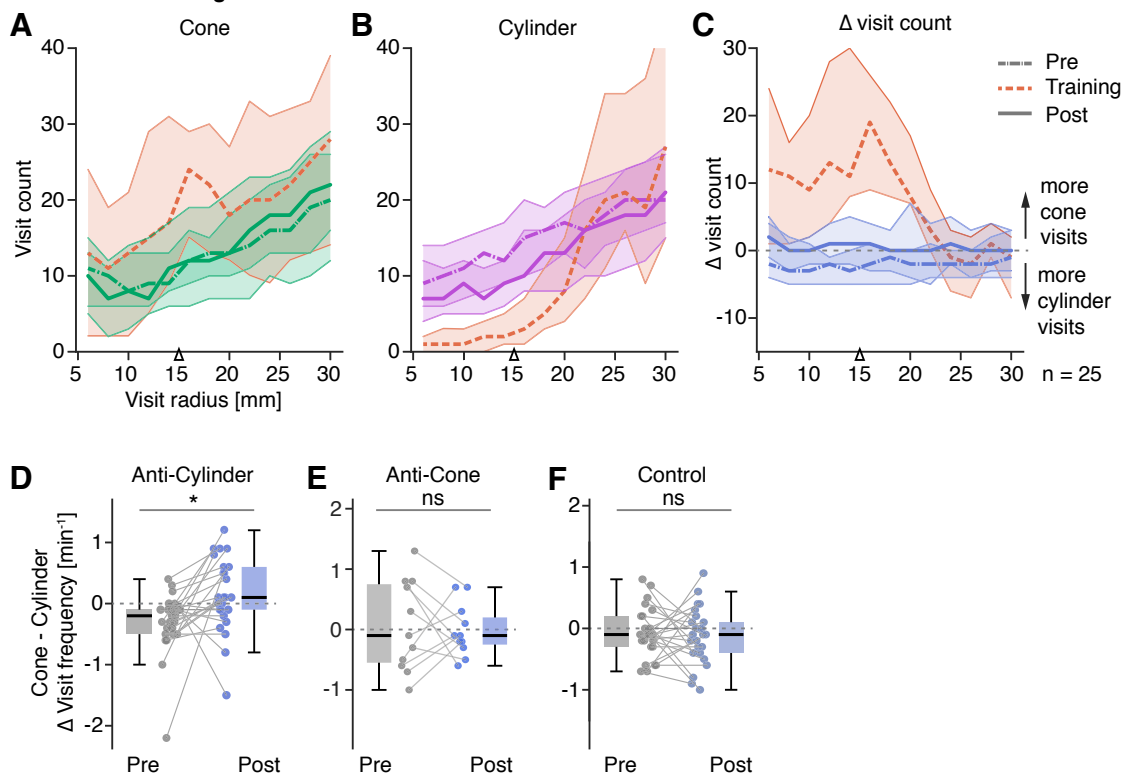 A
Cone
B
Cylinder
C
Δ visit count
Visit count
40
30
20
10
0
5
10
15
20
25
30
Visit radius [mm]
40
30
20
10
0
5
10
15
20
25
30
Δ visit count
30
20
10
0
-10
5
10
15
20
25
30
Pre
Training
Post
more
cone
visits
more
cylinder
visits
n = 25
D
Anti-Cylinder
*
Cone - Cylinder
Δ Visit frequency [min⁻¹]
1
0
-1
-2
Pre
Post
E
Anti-Cone
ns
2
1
0
-1
Pre
Post
F
Control
ns
2
1
0
-1
Pre
Post